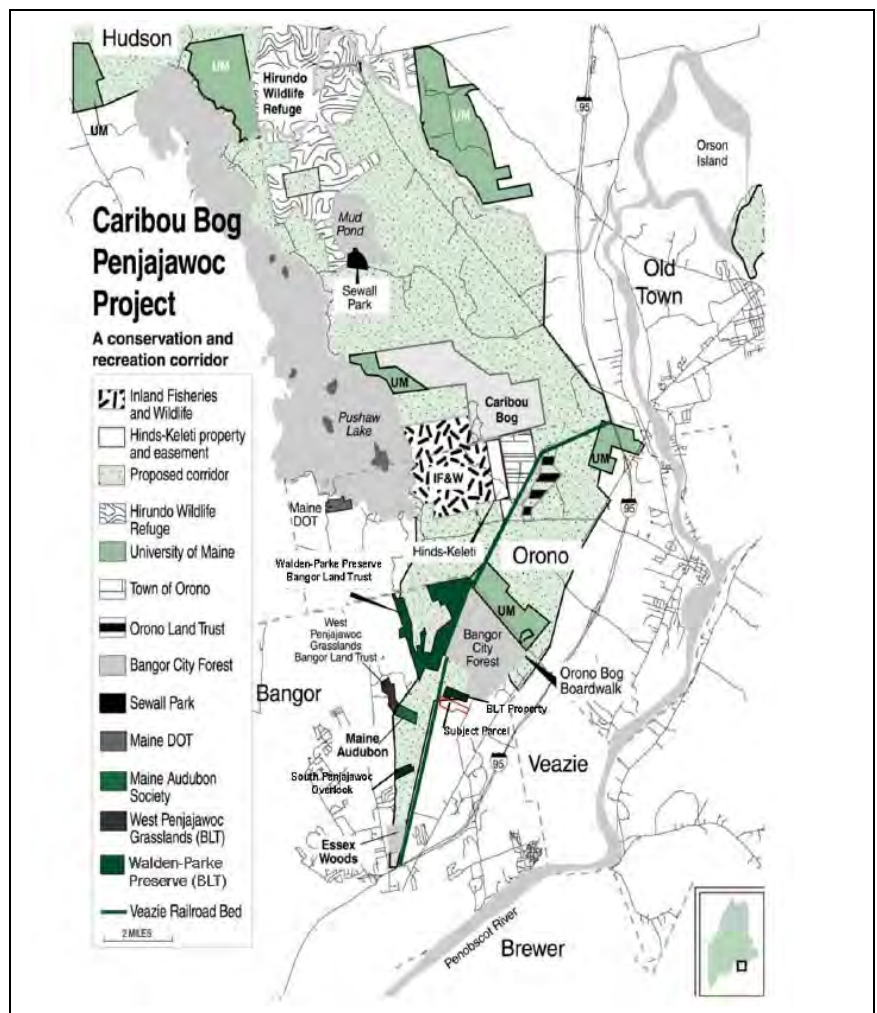 Hudson
UM
UM
Hirundo
Wildlife
Refuge
UM
95
Orson
Island
Caribou Bog
Penjajawoc
Project
A conservation and
recreation corridor
Mud
Pond
Sewall
Park
Old
Town
UM
Caribou
Bog
Pushaw
Lake
IF&W
UM
95
Maine
DOT
Hinds-Keleti
Orono
Walden-Parke Preserve
Bangor Land Trust
UM
West
Penjajawoc
Grasslands
Bangor Land Trust
Bangor
City
Forest
Orono Bog
Boardwalk
Bangor
BLT Property
Maine
Audubon
Subject Parcel
95
Veazie
South Penjajawoc
Overlook
Essex
Woods
Penobscot River
Brewer
Inland Fisheries
and Wildlife
Hinds-Keleti property
and easement
Proposed corridor
Hirundo Wildlife
Refuge
University of Maine
Town of Orono
Orono Land Trust
Bangor City Forest
Sewall Park
Maine DOT
Maine Audubon
Society
West Penjajawoc
Grasslands (BLT)
Walden-Parke
Preserve (BLT)
Veazie Railroad Bed
2 MILES